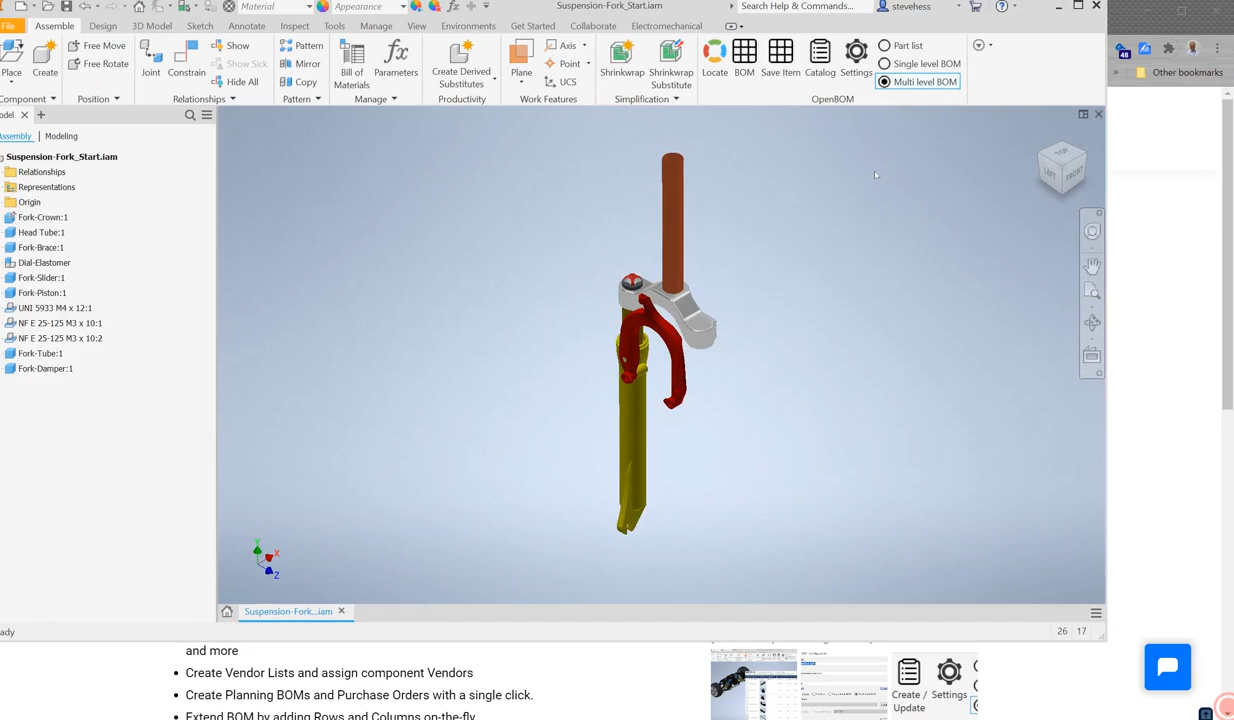 Material
Appearance
Suspension-Fork_Start.iam
Search Help & Commands...
stevehess
File
Assemble
Design
3D Model
Sketch
Annotate
Inspect
Tools
Manage
View
Environments
Get Started
Collaborate
Electromechanical
Place
Create
Free Move
Free Rotate
Joint
Constrain
Show
Show Sick
Hide All
Pattern
Mirror
Copy
Bill of
Materials
Parameters
Create Derived
Substitutes
Plane
Axis
Point
UCS
Shrinkwrap
Shrinkwrap
Substitute
Locate
BOM
Save Item
Catalog
Settings
Part list
Single level BOM
Multi level BOM
Component
Position
Relationships
Pattern
Manage
Productivity
Work Features
Simplification
OpenBOM
48
Other bookmarks
odel
Assembly
Modeling
Suspension-Fork_Start.iam
Relationships
Representations
Origin
Fork-Crown:1
Head Tube:1
Fork-Brace:1
Dial-Elastomer
Fork-Slider:1
Fork-Piston:1
UNI 5933 M4 x 12:1
NF E 25-125 M3 x 10:1
NF E 25-125 M3 x 10:2
Fork-Tube:1
Fork-Damper:1
TOP
LEFT
FRONT
Y
X
Z
Suspension-Fork...iam
ady
26
17
and more
Create Vendor Lists and assign component Vendors
Create Planning BOMs and Purchase Orders with a single click.
Extend BOM by adding Rows and Columns on-the-fly
Create /
Update
Settings